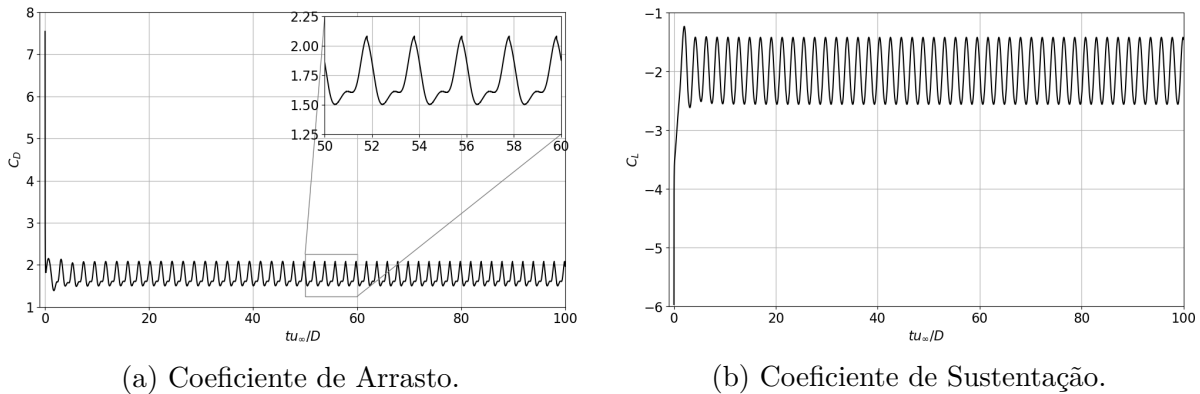 8
7
6
5
4
3
2
1
C_D
2.25
2.00
1.75
1.50
1.25
50 52 54 56 58 60
0 20 40 60 80 100
tu∞/D
(a) Coeficiente de Arrasto.
−1
−2
−3
−4
−5
−6
C_L
0 20 40 60 80 100
tu∞/D
(b) Coeficiente de Sustentação.